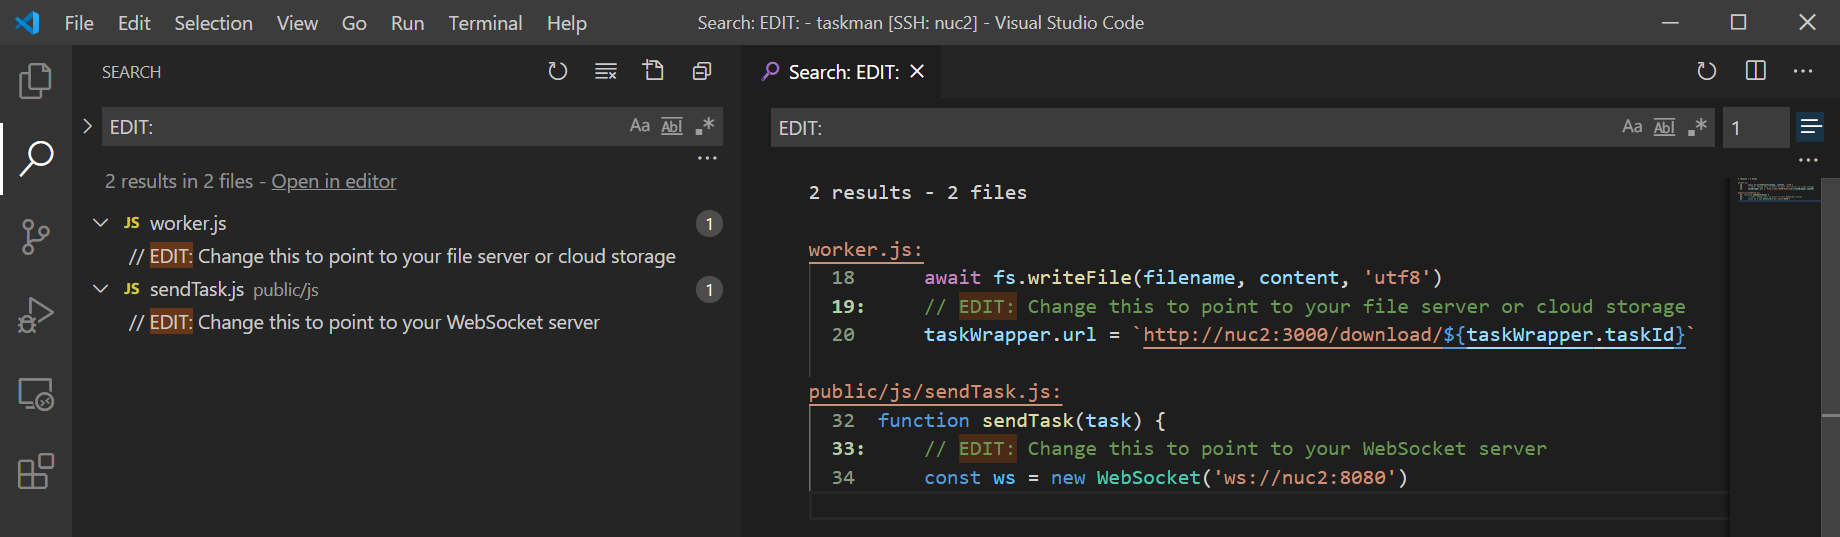 File Edit Selection View Go Run Terminal Help
Search: EDIT: - taskman [SSH: nuc2] - Visual Studio Code
SEARCH
EDIT:
Aa Abl .*
2 results in 2 files - Open in editor
JS worker.js 1
// EDIT: Change this to point to your file server or cloud storage
JS sendTask.js public/js 1
// EDIT: Change this to point to your WebSocket server
Search: EDIT:
EDIT:
Aa Abl .*
1
2 results - 2 files
worker.js:
18 await fs.writeFile(filename, content, 'utf8')
19: // EDIT: Change this to point to your file server or cloud storage
20 taskWrapper.url = `http://nuc2:3000/download/${taskWrapper.taskId}`
public/js/sendTask.js:
32 function sendTask(task) {
33: // EDIT: Change this to point to your WebSocket server
34 const ws = new WebSocket('ws://nuc2:8080')